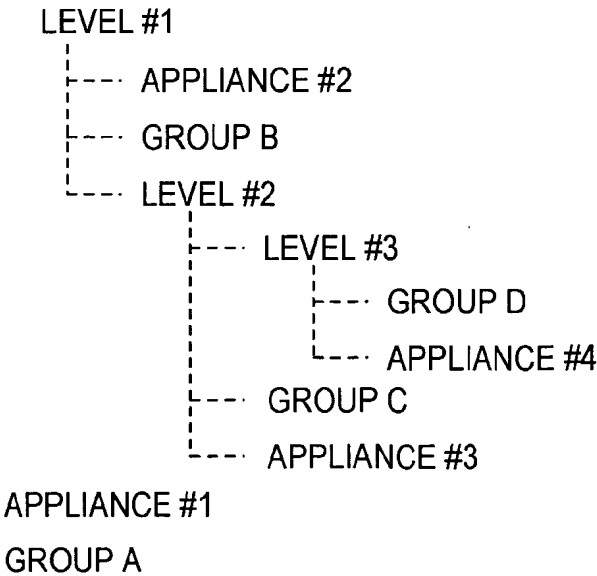 LEVEL #1
APPLIANCE #2
GROUP B
LEVEL #2
LEVEL #3
GROUP D
APPLIANCE #4
GROUP C
APPLIANCE #3
APPLIANCE #1
GROUP A